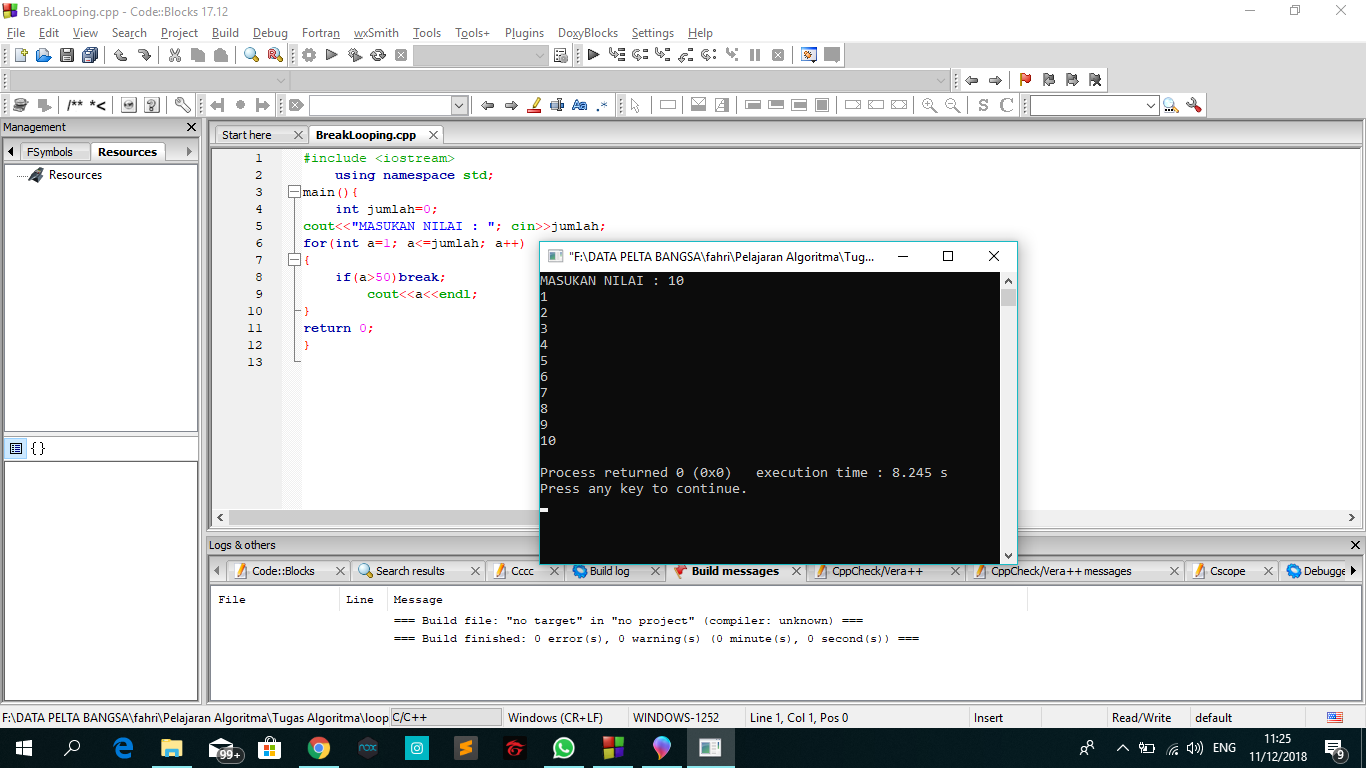 BreakLooping.cpp - Code::Blocks 17.12
File Edit View Search Project Build Debug Fortran wxSmith Tools Tools+ Plugins DoxyBlocks Settings Help
/** *<
Aa .*
S C
Management
Start here BreakLooping.cpp
FSymbols Resources
Resources
1 #include <iostream>
2 using namespace std;
3 main(){
4 int jumlah=0;
5 cout<<"MASUKAN NILAI : "; cin>>jumlah;
6 for(int a=1; a<=jumlah; a++)
7 {
8 if(a>50)break;
9 cout<<a<<endl;
10 }
11 return 0;
12 }
13
{}
"F:\DATA PELTA BANGSA\fahri\Pelajaran Algoritma\Tug...
MASUKAN NILAI : 10
1
2
3
4
5
6
7
8
9
10
Process returned 0 (0x0) execution time : 8.245 s
Press any key to continue.
Logs & others
Code::Blocks Search results Cccc Build log Build messages CppCheck/Vera++ CppCheck/Vera++ messages Cscope Debugge
File Line Message
=== Build file: "no target" in "no project" (compiler: unknown) ===
=== Build finished: 0 error(s), 0 warning(s) (0 minute(s), 0 second(s)) ===
F:\DATA PELTA BANGSA\fahri\Pelajaran Algoritma\Tugas Algoritma\loop C/C++ Windows (CR+LF) WINDOWS-1252 Line 1, Col 1, Pos 0 Insert Read/Write default
99+
nox
ENG
11:25
11/12/2018
9